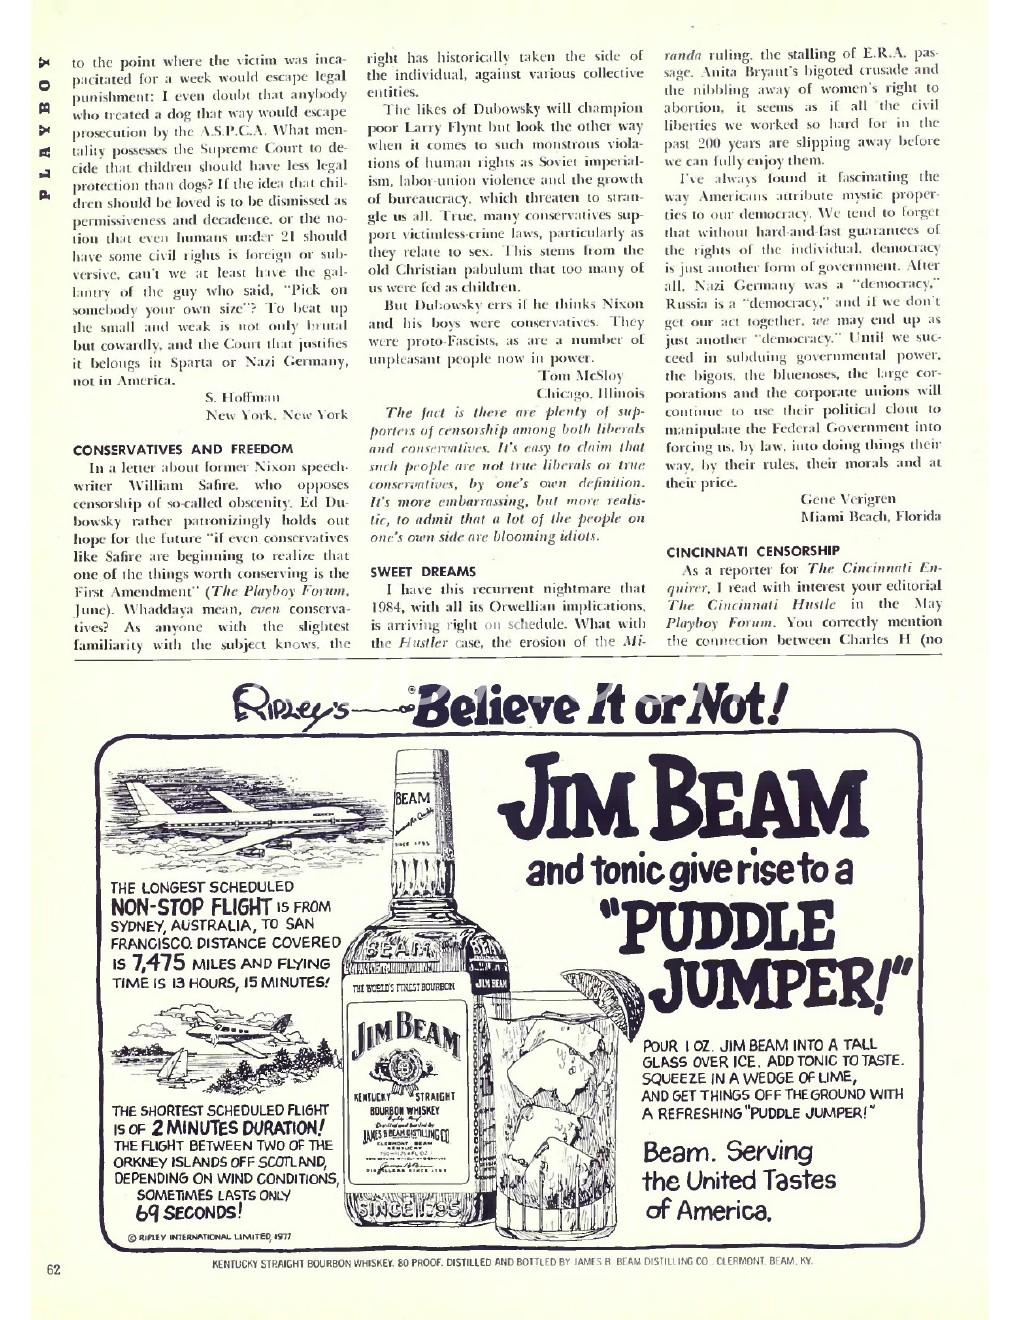 PLAYBOY
to the point where the victim was inca-
pacitated for a week would escape legal
punishment; I even doubt that anybody
who treated a dog that way would escape
prosecution by the A.S.P.C.A. What men-
tality possesses the Supreme Court to de-
cide that children should have less legal
protection than dogs? If the idea that chil-
dren should be loved is to be dismissed as
permissiveness and decadence, or the no-
tion that even humans under 21 should
have some civil rights is foreign or sub-
versive, can't we at least have the gal-
lantry of the guy who said, "Pick on
somebody your own size"? To beat up
the small and weak is not only brutal
but cowardly, and the Court that justifies
it belongs in Sparta or Nazi Germany,
not in America.
S. Hoffman
New York, New York
CONSERVATIVES AND FREEDOM
In a letter about former Nixon speech-
writer William Safire, who opposes
censorship of so-called obscenity, Ed Du-
bowsky rather patronizingly holds out
hope for the future "if even conservatives
like Safire are beginning to realize that
one of the things worth conserving is the
First Amendment" (The Playboy Forum,
June). Whaddaya mean, even conserva-
tives? As anyone with the slightest
familiarity with the subject knows, the
right has historically taken the side of
the individual, against various collective
entities.
The likes of Dubowsky will champion
poor Larry Flynt but look the other way
when it comes to such monstrous viola-
tions of human rights as Soviet imperial-
ism, labor-union violence and the growth
of bureaucracy, which threaten to stran-
gle us all. True, many conservatives sup-
port victimless-crime laws, particularly as
they relate to sex. This stems from the
old Christian pabulum that too many of
us were fed as children.
But Dubowsky errs if he thinks Nixon
and his boys were conservatives. They
were proto-Fascists, as are a number of
unpleasant people now in power.
Tom McSloy
Chicago, Illinois
The fact is there are plenty of sup-
porters of censorship among both liberals
and conservatives. It's easy to claim that
such people are not true liberals or true
conservatives, by one's own definition.
It's more embarrassing, but more realis-
tic, to admit that a lot of the people on
one's own side are blooming idiots.
SWEET DREAMS
I have this recurrent nightmare that
1984, with all its Orwellian implications,
is arriving right on schedule. What with
the Hustler case, the erosion of the Mi-
randa ruling, the stalling of E.R.A. pas-
sage, Anita Bryant's bigoted crusade and
the nibbling away of women's right to
abortion, it seems as if all the civil
liberties we worked so hard for in the
past 200 years are slipping away before
we can fully enjoy them.
I've always found it fascinating the
way Americans attribute mystic proper-
ties to our democracy. We tend to forget
that without hard-and-fast guarantees of
the rights of the individual, democracy
is just another form of government. After
all, Nazi Germany was a "democracy,"
Russia is a "democracy," and if we don't
get our act together, we may end up as
just another "democracy." Until we suc-
ceed in subduing governmental power,
the bigots, the bluenoses, the large cor-
porations and the corporate unions will
continue to use their political clout to
manipulate the Federal Government into
forcing us, by law, into doing things their
way, by their rules, their morals and at
their price.
Gene Verigren
Miami Beach, Florida
CINCINNATI CENSORSHIP
As a reporter for The Cincinnati En-
quirer, I read with interest your editorial
The Cincinnati Hustle in the May
Playboy Forum. You correctly mention
the connection between Charles H (no
Ripley's Believe It or Not!
THE LONGEST SCHEDULED
NON-STOP FLIGHT IS FROM
SYDNEY, AUSTRALIA, TO SAN
FRANCISCO. DISTANCE COVERED
IS 7,475 MILES AND FLYING
TIME IS 13 HOURS, 15 MINUTES!
THE SHORTEST SCHEDULED FLIGHT
IS OF 2 MINUTES DURATION!
THE FLIGHT BETWEEN TWO OF THE
ORKNEY ISLANDS OFF SCOTLAND,
DEPENDING ON WIND CONDITIONS,
SOMETIMES LASTS ONLY
69 SECONDS!
© RIPLEY INTERNATIONAL LIMITED, 1977
BEAM
SINCE 1795
BEAM
BEAM
JIM BEAM
THE WORLD'S FINEST BOURBON
JIM BEAM
KENTUCKY STRAIGHT
BOURBON WHISKEY
JAMES B. BEAM DISTILLING CO.
CLERMONT BEAM
KENTUCKY
DISTILLERS SINCE 1795
SINCE 1795
JIM BEAM
and tonic give rise to a
"PUDDLE
JUMPER!"
POUR 1 OZ. JIM BEAM INTO A TALL
GLASS OVER ICE. ADD TONIC TO TASTE.
SQUEEZE IN A WEDGE OF LIME,
AND GET THINGS OFF THE GROUND WITH
A REFRESHING "PUDDLE JUMPER!"
Beam. Serving
the United Tastes
of America.
KENTUCKY STRAIGHT BOURBON WHISKEY. 80 PROOF. DISTILLED AND BOTTLED BY JAMES B. BEAM DISTILLING CO., CLERMONT, BEAM, KY.
62